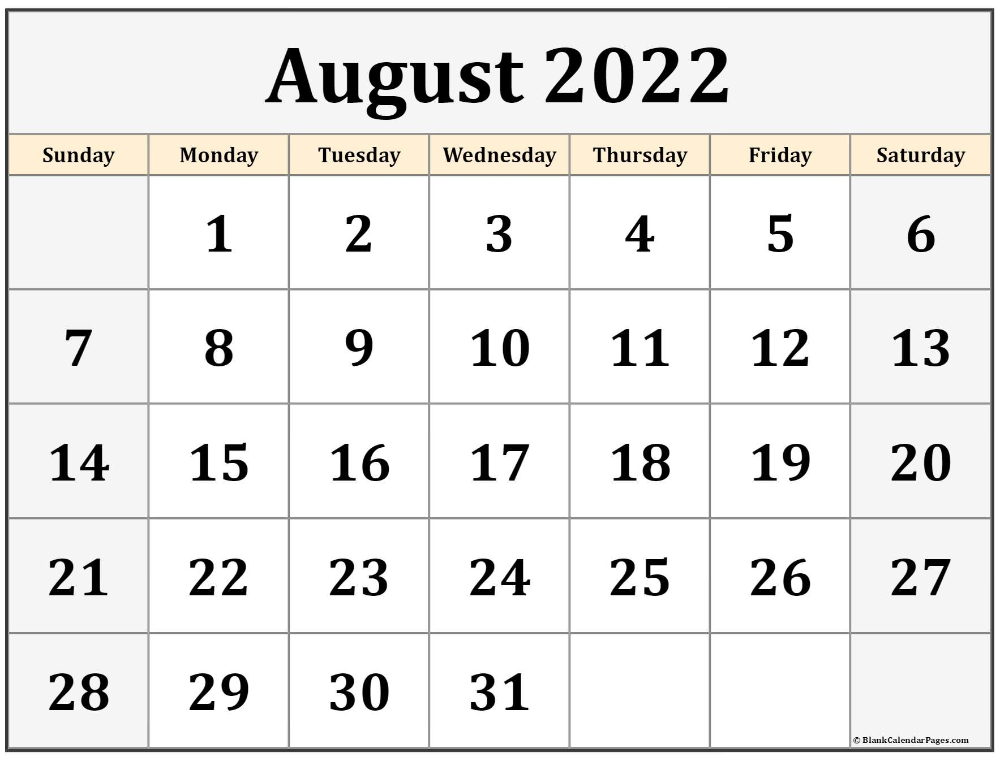 August 2022
Sunday Monday Tuesday Wednesday Thursday Friday Saturday
1 2 3 4 5 6
7 8 9 10 11 12 13
14 15 16 17 18 19 20
21 22 23 24 25 26 27
28 29 30 31
© BlankCalendarPages.com